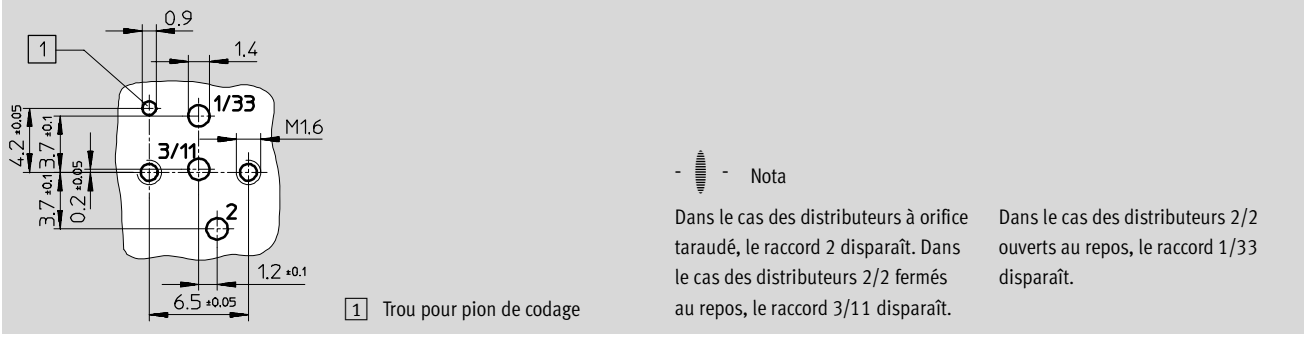 0.9
1
1.4
1/33
M1.6
4.2 ±0.05
3.7 ±0.1
3/11
3.7 ±0.1
0.2 ±0.05
2
1.2 ±0.1
6.5 ±0.05
1 Trou pour pion de codage
- - Nota
Dans le cas des distributeurs à orifice
taraudé, le raccord 2 disparaît. Dans
le cas des distributeurs 2/2 fermés
au repos, le raccord 3/11 disparaît.
Dans le cas des distributeurs 2/2
ouverts au repos, le raccord 1/33
disparaît.